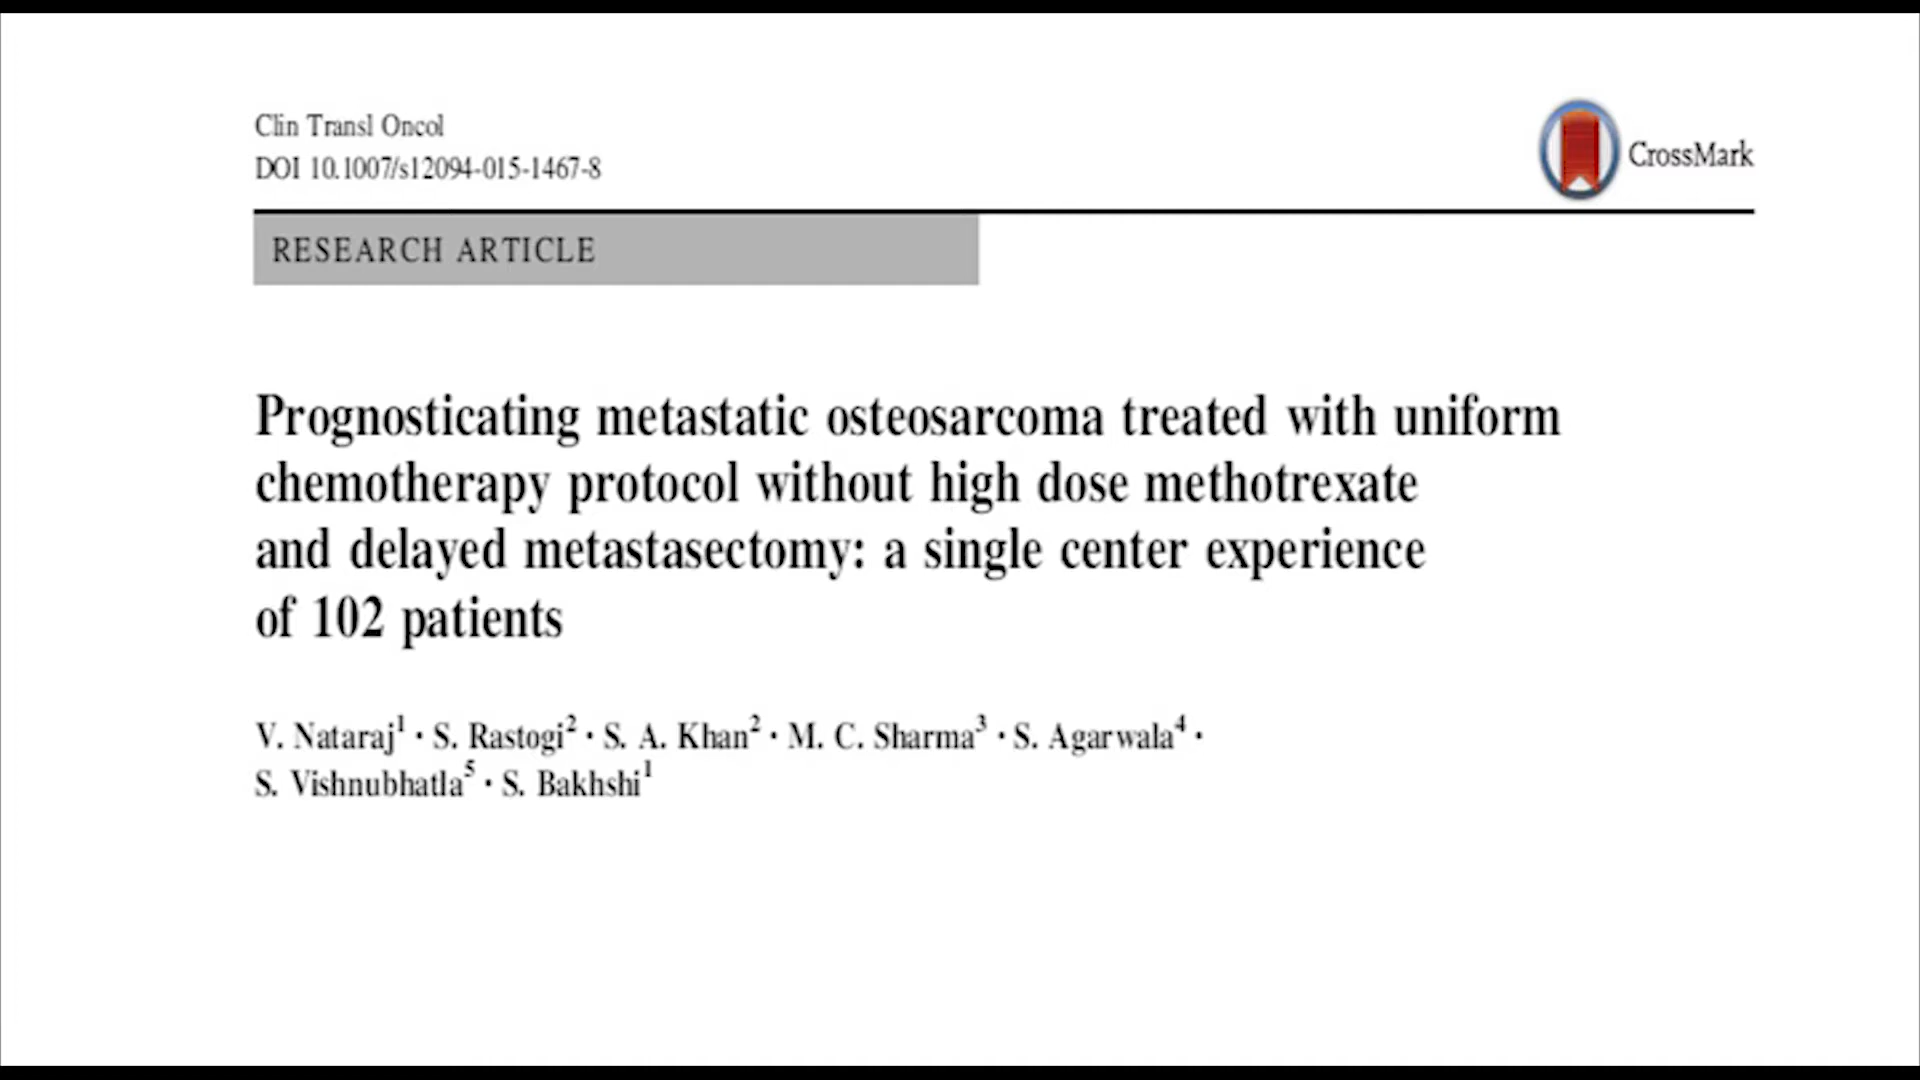 Clin Transl Oncol
DOI 10.1007/s12094-015-1467-8
CrossMark
RESEARCH ARTICLE
Prognosticating metastatic osteosarcoma treated with uniform
chemotherapy protocol without high dose methotrexate
and delayed metastasectomy: a single center experience
of 102 patients
V. Nataraj¹ · S. Rastogi² · S. A. Khan² · M. C. Sharma³ · S. Agarwala⁴ ·
S. Vishnubhatla⁵ · S. Bakhshi¹